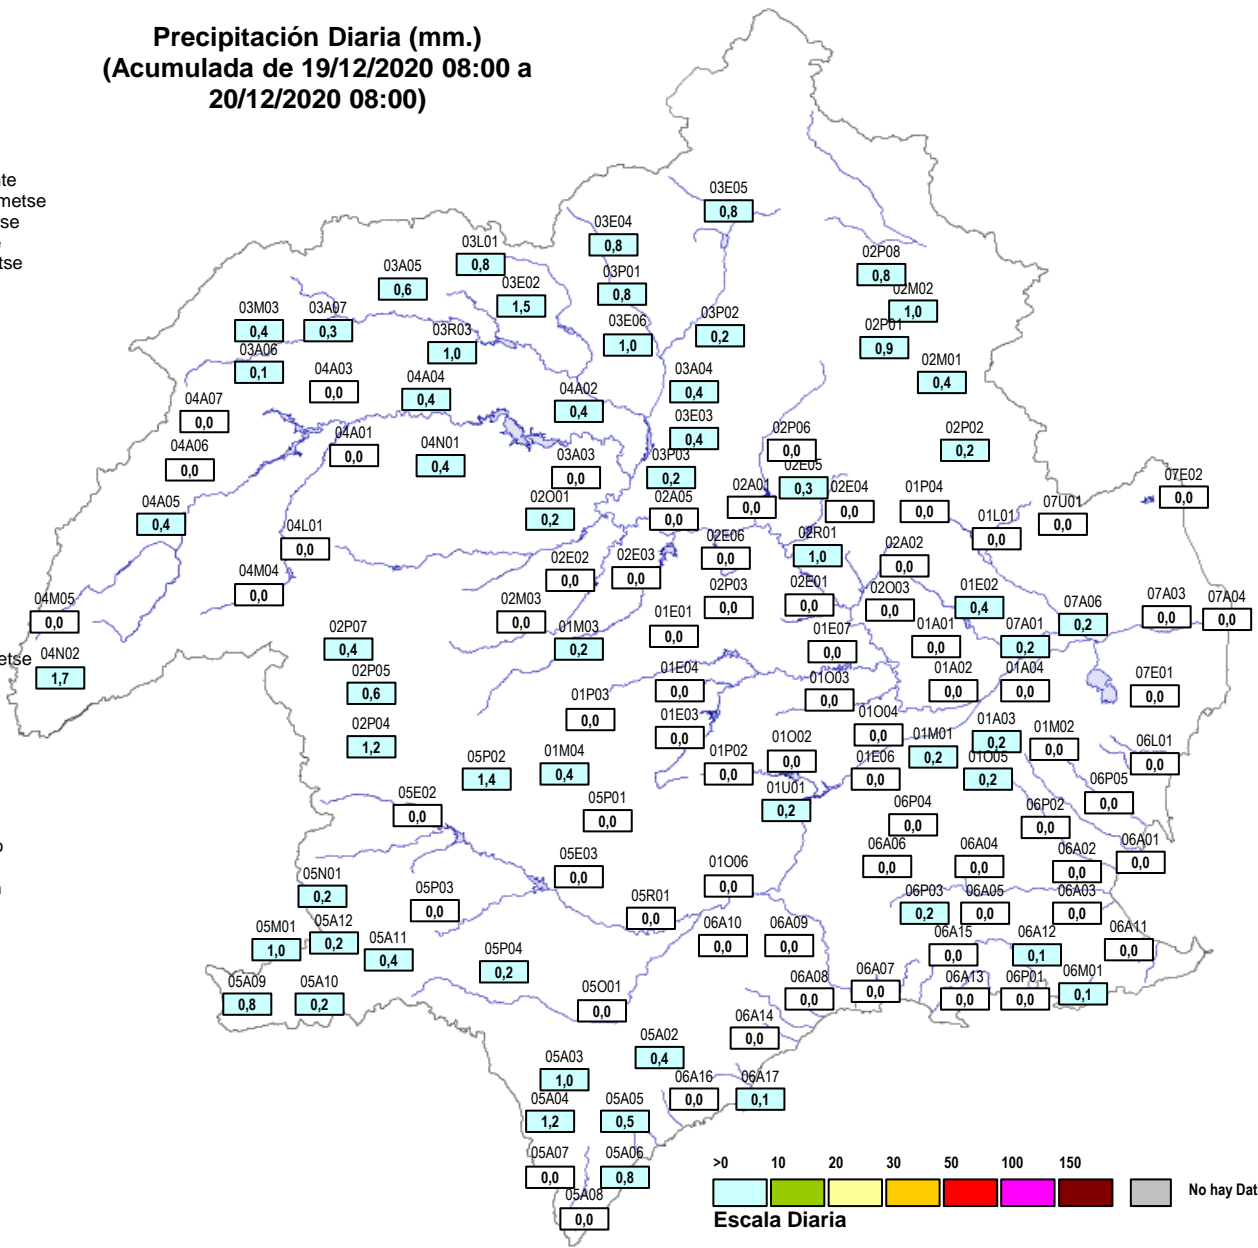 Precipitación Diaria (mm.)
(Acumulada de 19/12/2020 08:00 a
20/12/2020 08:00)
nte
metse
se
e
tse
03E05
0,8
03E04
0,8
03L01
0,8
02P08
0,8
03A05
0,6
03P01
0,8
03E02
1,5
02M02
1,0
03M03
0,4
03A07
0,3
03P02
0,2
03R03
1,0
03E06
1,0
02P01
0,9
03A06
0,1
04A03
0,0
02M01
0,4
04A04
0,4
03A04
0,4
04A02
0,4
04A07
0,0
03E03
0,4
04A01
0,0
02P06
0,0
02P02
0,2
04A06
0,0
04N01
0,4
03A03
0,0
03P03
0,2
02E05
0,3
07E02
0,0
02A01
0,0
02E04
0,0
01P04
0,0
04A05
0,4
02O01
0,2
02A05
0,0
07U01
0,0
01L01
0,0
04L01
0,0
02E06
0,0
02R01
1,0
02A02
0,0
02E02
0,0
02E03
0,0
04M04
0,0
02P03
0,0
02E01
0,0
02O03
0,0
01E02
0,4
07A03
0,0
07A04
0,0
04M05
0,0
02M03
0,0
07A06
0,2
01E01
0,0
02P07
0,4
01M03
0,2
01E07
0,0
01A01
0,0
07A01
0,2
etse
04N02
1,7
02P05
0,6
01E04
0,0
01O03
0,0
01A02
0,0
01A04
0,0
07E01
0,0
01P03
0,0
01E03
0,0
01O04
0,0
02P04
1,2
01A03
0,2
01M02
0,0
01M01
0,2
06L01
0,0
05P02
1,4
01M04
0,4
01P02
0,0
01O02
0,0
01E06
0,0
01O05
0,2
06P05
0,0
01U01
0,2
05E02
0,0
05P01
0,0
06P04
0,0
06P02
0,0
o
06A01
0,0
05E03
0,0
06A06
0,0
06A04
0,0
06A02
0,0
01O06
0,0
05N01
0,2
05P03
0,0
05R01
0,0
06P03
0,2
06A05
0,0
06A03
0,0
05M01
1,0
05A12
0,2
06A10
0,0
06A09
0,0
06A15
0,0
06A12
0,1
06A11
0,0
05A11
0,4
05P04
0,2
05A09
0,8
05A10
0,2
05O01
0,0
06A08
0,0
06A07
0,0
06A13
0,0
06P01
0,0
06M01
0,1
06A14
0,0
05A02
0,4
05A03
1,0
06A16
0,0
06A17
0,1
05A04
1,2
05A05
0,5
05A07
0,0
05A06
0,8
05A08
0,0
>0 10 20 30 50 100 150
No hay Dat
Escala Diaria